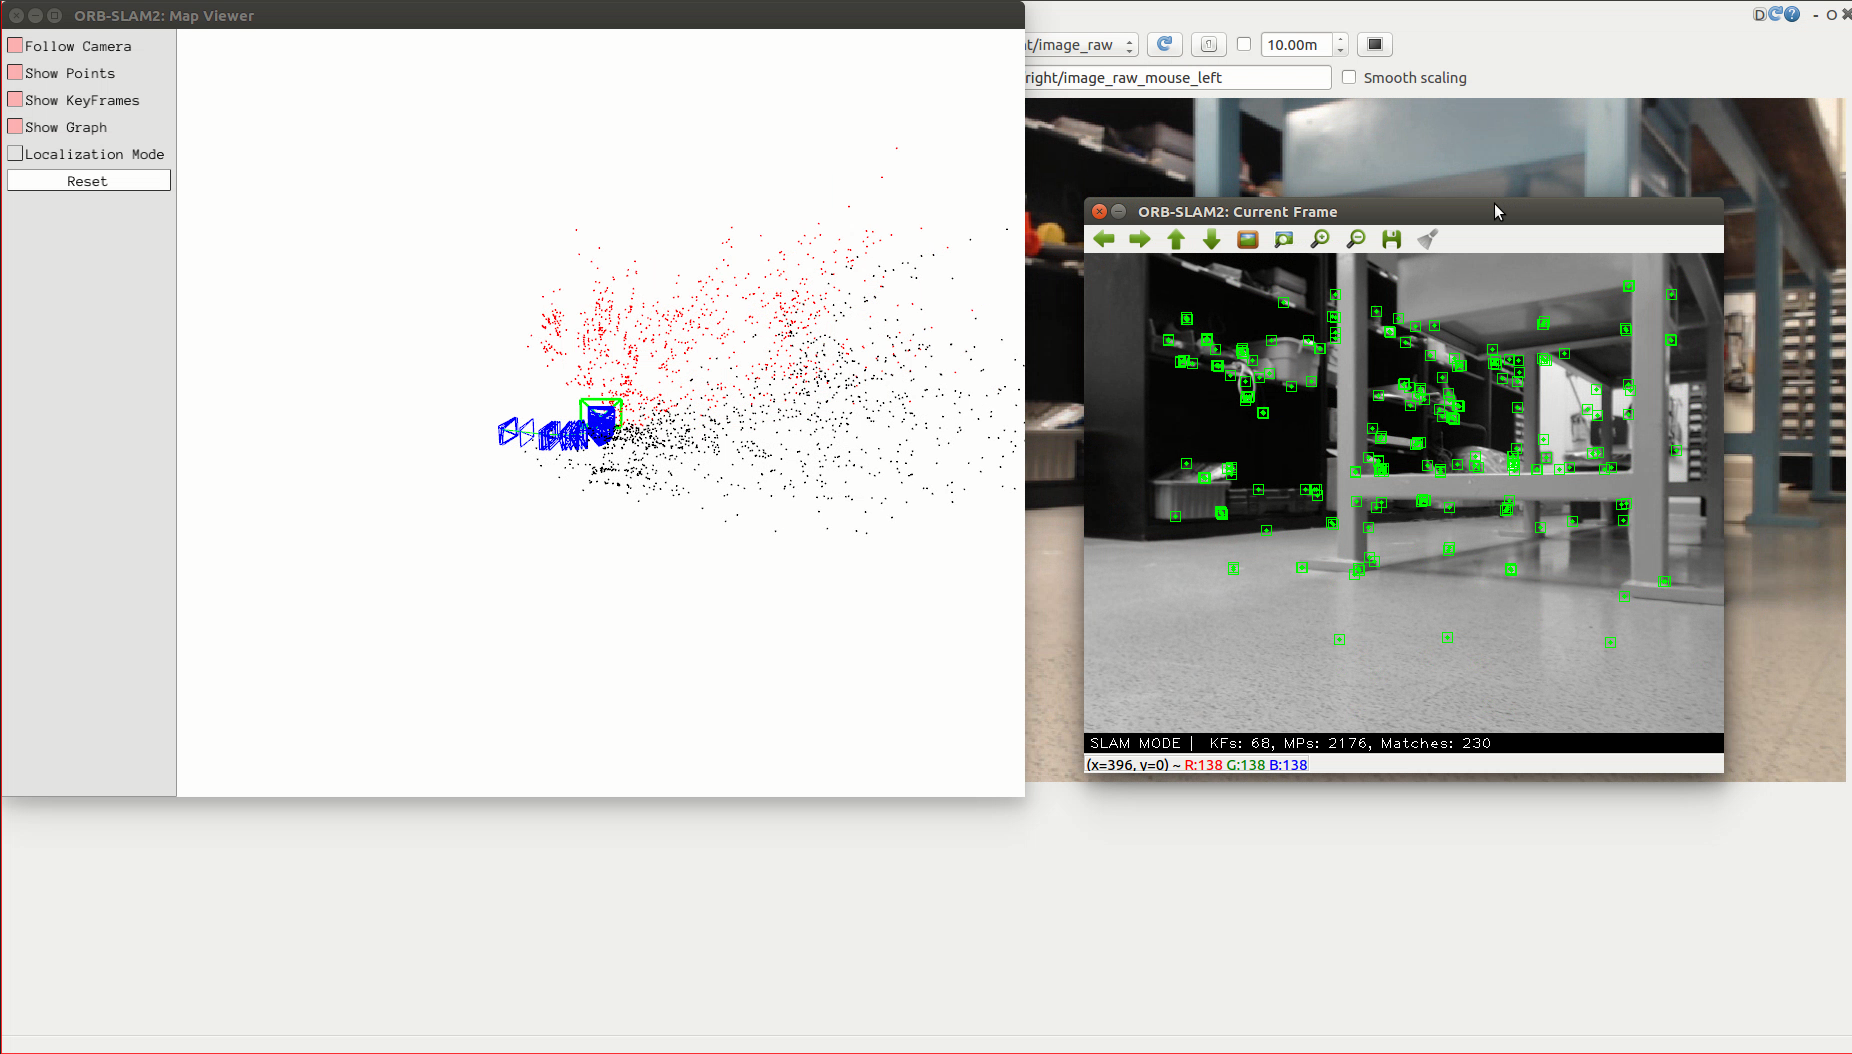 ORB-SLAM2: Map Viewer
Follow Camera
Show Points
Show KeyFrames
Show Graph
Localization Mode
Reset
D ?
- O
t/image_raw
10.00m
right/image_raw_mouse_left
Smooth scaling
ORB-SLAM2: Current Frame
SLAM MODE | KFs: 68, MPs: 2176, Matches: 230
(x=396, y=0) ~ R:138 G:138 B:138